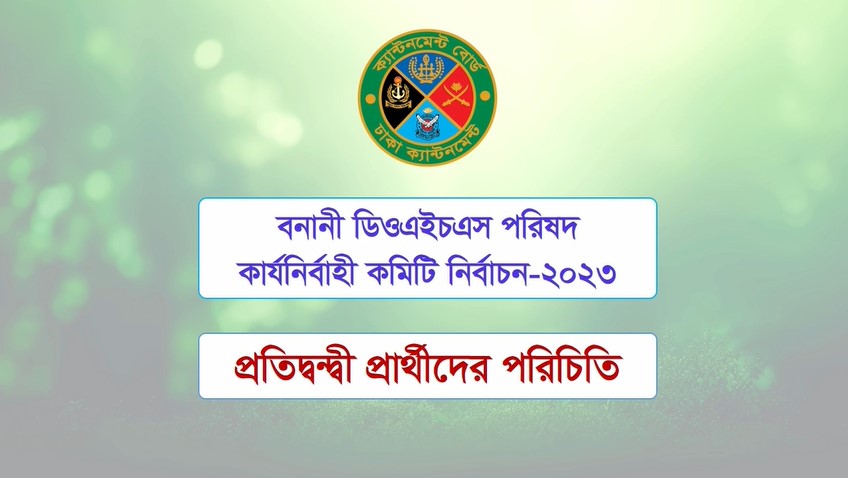 ক্যান্টনমেন্ট বোর্ড
ঢাকা ক্যান্টনমেন্ট
বনানী ডিওএইচএস পরিষদ
কার্যনির্বাহী কমিটি নির্বাচন-২০২৩
প্রতিদ্বন্দ্বী প্রার্থীদের পরিচিতি